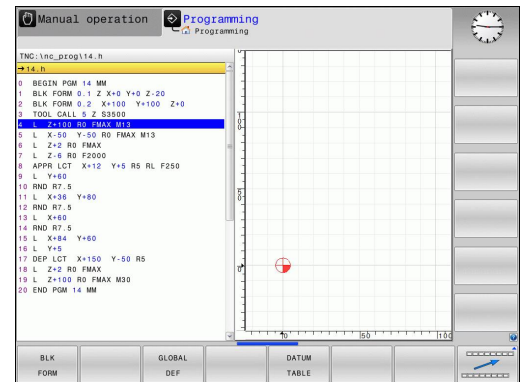 Manual operation
Programming
Programming
TNC:\nc_prog\14.h
→14.h
0 BEGIN PGM 14 MM
1 BLK FORM 0.1 Z X+0 Y+0 Z-20
2 BLK FORM 0.2 X+100 Y+100 Z+0
3 TOOL CALL 5 Z S3500
4 L Z+100 R0 FMAX M13
5 L X-50 Y-50 R0 FMAX M13
6 L Z+2 R0 FMAX
7 L Z-6 R0 F2000
8 APPR LCT X+12 Y+5 R5 RL F250
9 L Y+60
10 RND R7.5
11 L X+36 Y+80
12 RND R7.5
13 L X+60
14 RND R7.5
15 L X+84 Y+60
16 L Y+5
17 DEP LCT X+150 Y-50 R5
18 L Z+2 R0 FMAX
19 L Z+100 R0 FMAX M30
20 END PGM 14 MM
100
50
0
0 50 100
BLK FORM
GLOBAL DEF
DATUM TABLE